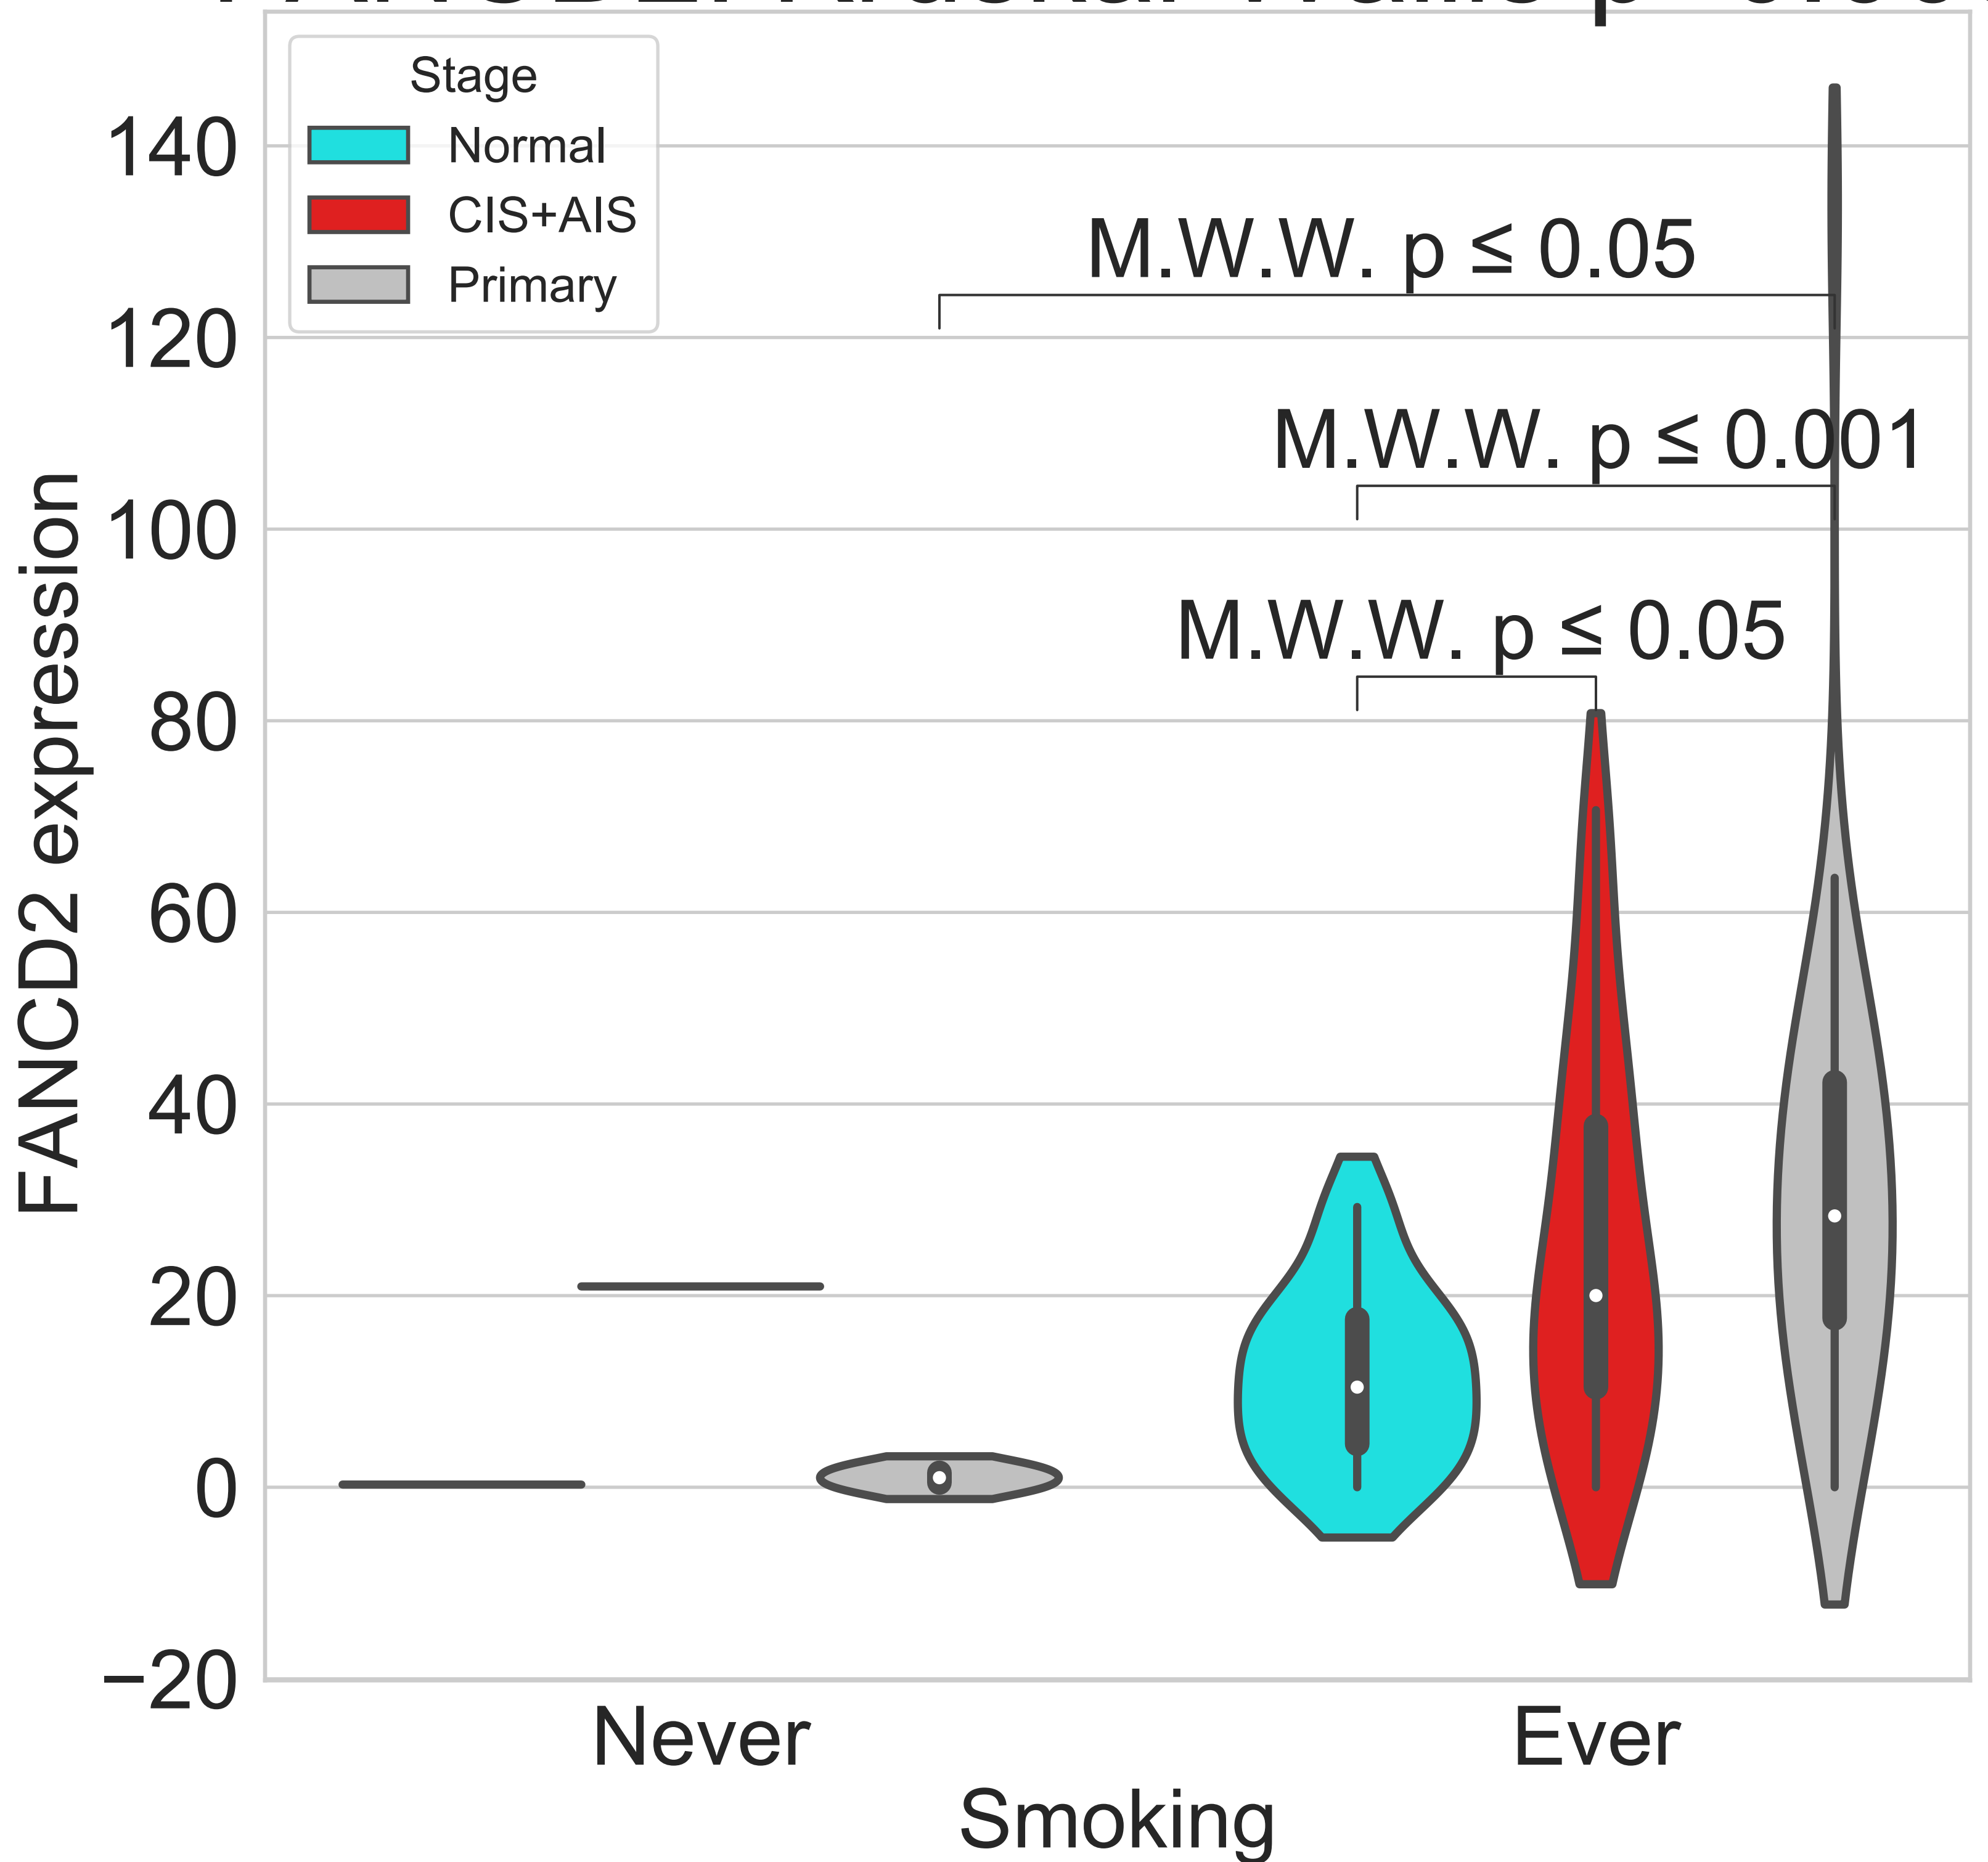 Stage
Normal
CIS+AIS
Primary
M.W.W. p ≤ 0.05
M.W.W. p ≤ 0.001
M.W.W. p ≤ 0.05
140
120
100
80
60
40
20
0
−20
FANCD2 expression
Never
Ever
Smoking